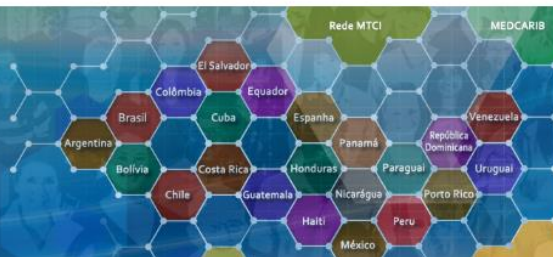 Rede MTCI
MEDCARIB
El Salvador
Colômbia
Equador
Brasil
Cuba
Espanha
Venezuela
Argentina
Panamá
República
Dominicana
Bolívia
Costa Rica
Honduras
Paraguai
Uruguai
Chile
Guatemala
Nicarágua
Porto Rico
Haiti
Peru
México